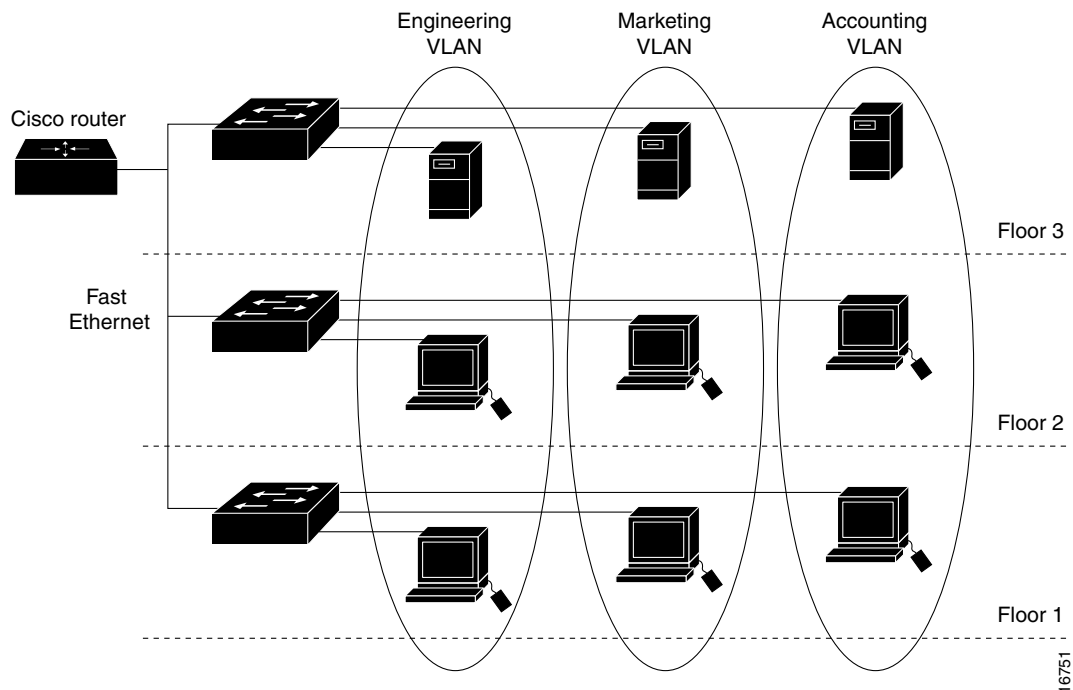 Engineering
VLAN
Marketing
VLAN
Accounting
VLAN
Cisco router
Floor 3
Fast
Ethernet
Floor 2
Floor 1
16751